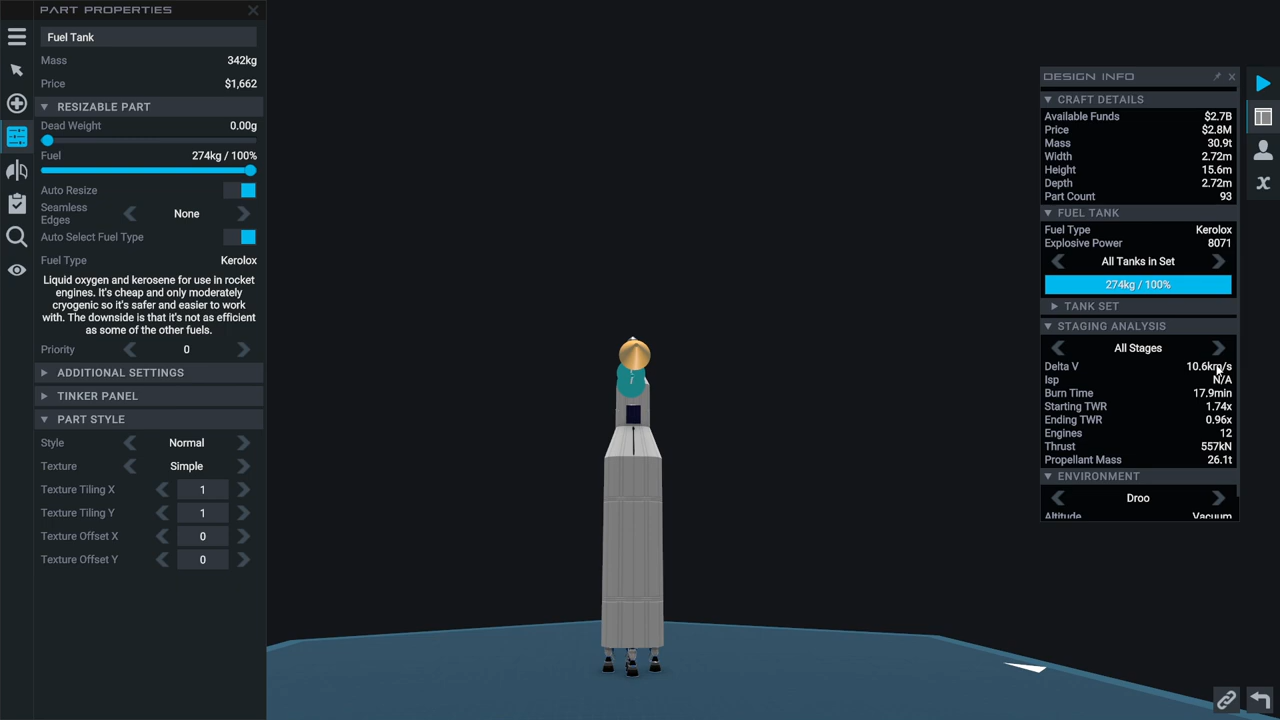 PART PROPERTIES
Fuel Tank
Mass 342kg
Price $1,662
RESIZABLE PART
Dead Weight 0.00g
Fuel 274kg / 100%
Auto Resize
Seamless Edges None
Auto Select Fuel Type
Fuel Type Kerolox
Liquid oxygen and kerosene for use in rocket
engines. It's cheap and only moderately
cryogenic so it's safer and easier to work
with. The downside is that it's not as efficient
as some of the other fuels.
Priority 0
ADDITIONAL SETTINGS
TINKER PANEL
PART STYLE
Style Normal
Texture Simple
Texture Tiling X 1
Texture Tiling Y 1
Texture Offset X 0
Texture Offset Y 0
DESIGN INFO
CRAFT DETAILS
Available Funds $2.7B
Price $2.8M
Mass 30.9t
Width 2.72m
Height 15.6m
Depth 2.72m
Part Count 93
FUEL TANK
Fuel Type Kerolox
Explosive Power 8071
All Tanks in Set
274kg / 100%
TANK SET
STAGING ANALYSIS
All Stages
Delta V 10.6km/s
Isp N/A
Burn Time 17.9min
Starting TWR 1.74x
Ending TWR 0.96x
Engines 12
Thrust 557kN
Propellant Mass 26.1t
ENVIRONMENT
Droo
Altitude Vacuum